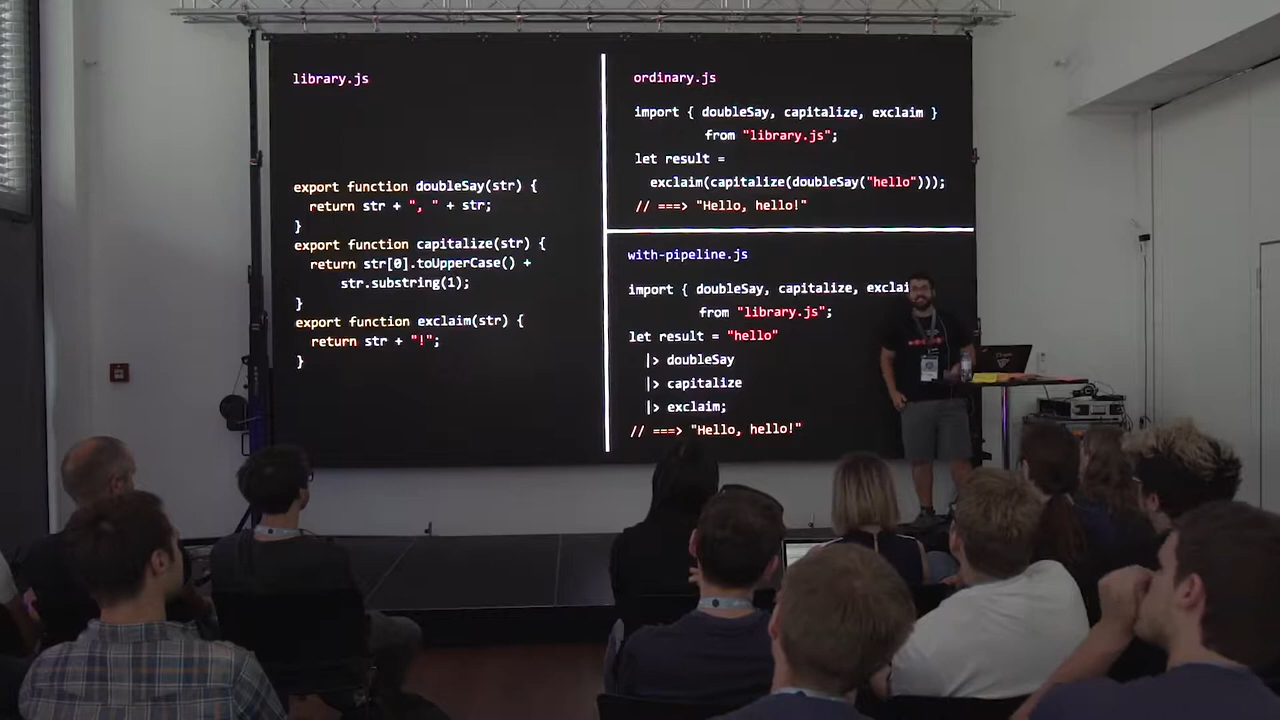 library.js
export function doubleSay(str) {
return str + ", " + str;
}
export function capitalize(str) {
return str[0].toUpperCase() +
str.substring(1);
}
export function exclaim(str) {
return str + "!";
}
ordinary.js
import { doubleSay, capitalize, exclaim }
from "library.js";
let result =
exclaim(capitalize(doubleSay("hello")));
// ===> "Hello, hello!"
with-pipeline.js
import { doubleSay, capitalize, exclai
from "library.js";
let result = "hello"
|> doubleSay
|> capitalize
|> exclaim;
// ===> "Hello, hello!"